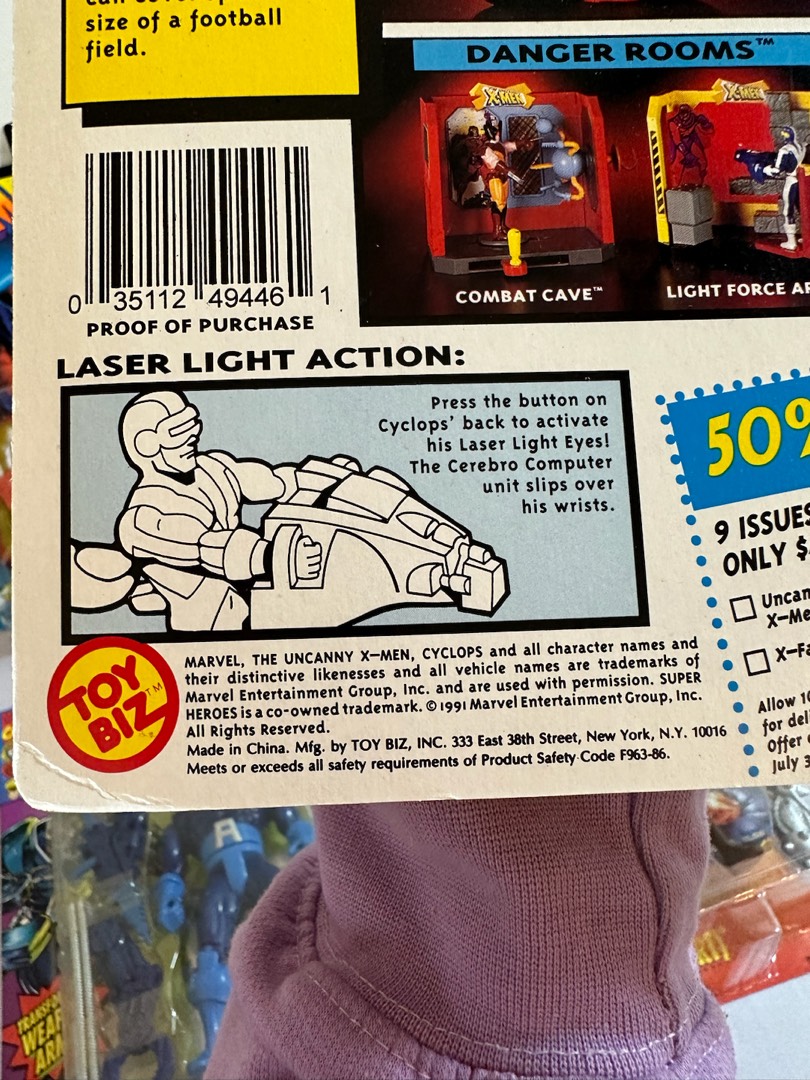 size of a football
field.
DANGER ROOMS™
X-MEN
X-MEN
COMBAT CAVE™
LIGHT FORCE
0 35112 49446 1
PROOF OF PURCHASE
LASER LIGHT ACTION:
Press the button on
Cyclops' back to activate
his Laser Light Eyes!
The Cerebro Computer
unit slips over
his wrists.
50%
9 ISSUES
ONLY $
X-Me
X-Fa
Allow
for del
Offer
July 3
TOY
BIZ™
MARVEL, THE UNCANNY X-MEN, CYCLOPS and all character names and
their distinctive likenesses and all vehicle names are trademarks of
Marvel Entertainment Group, Inc. and are used with permission. SUPER
HEROES is a co-owned trademark. © 1991 Marvel Entertainment Group, Inc.
All Rights Reserved.
Made in China. Mfg. by TOY BIZ, INC. 333 East 38th Street, New York, N.Y. 10016
Meets or exceeds all safety requirements of Product Safety Code F963-86.
A